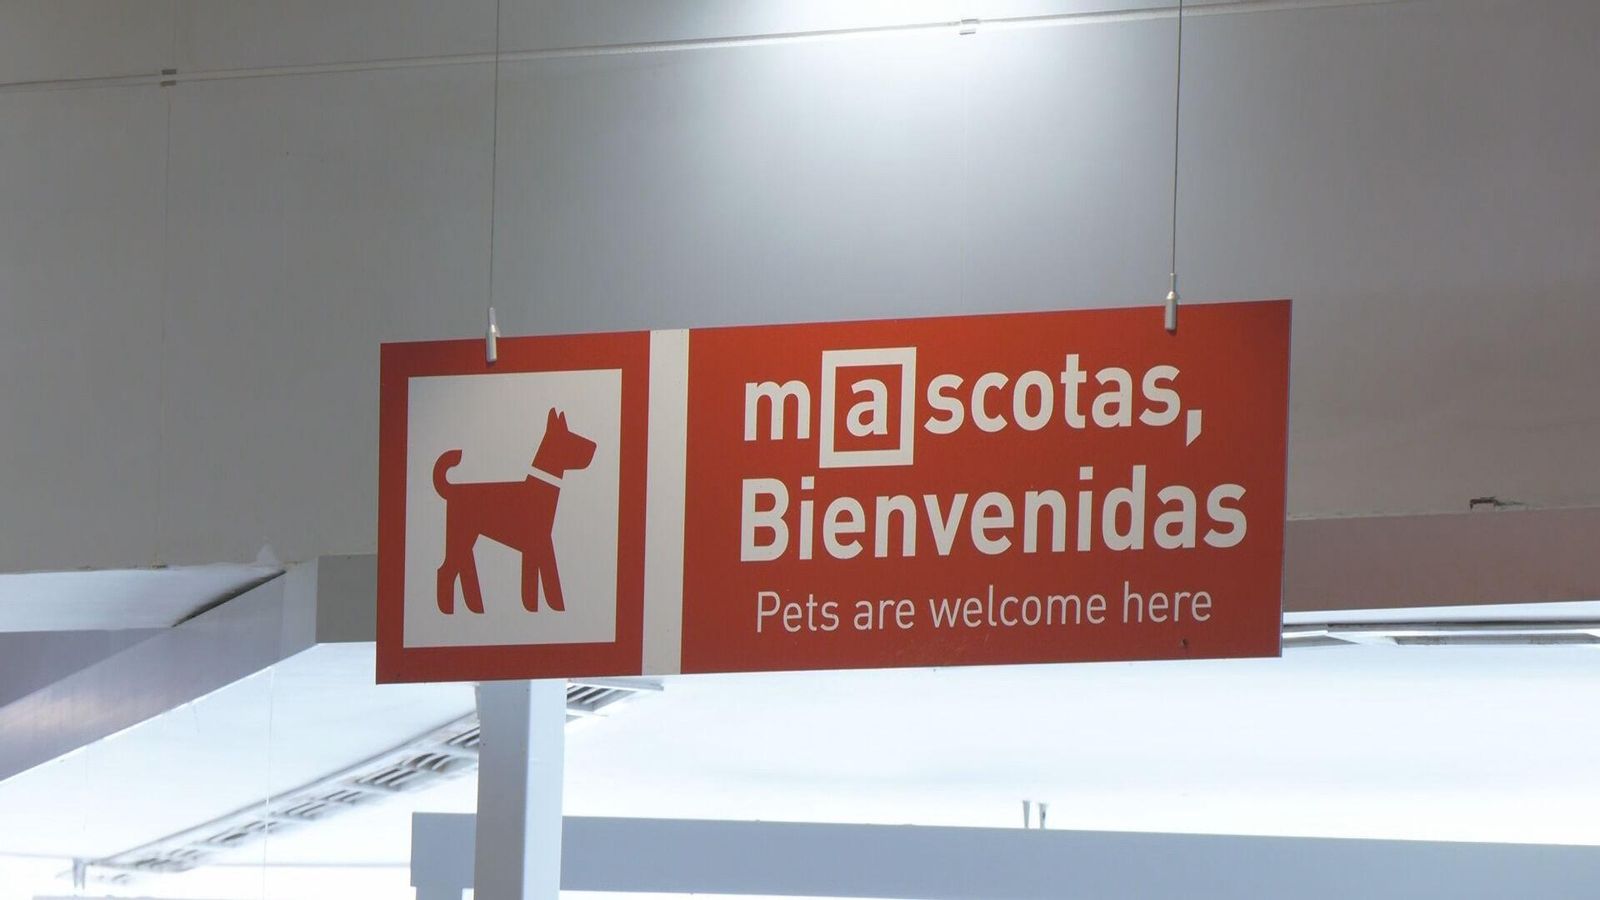 mascotas,
Bienvenidas
Pets are welcome here